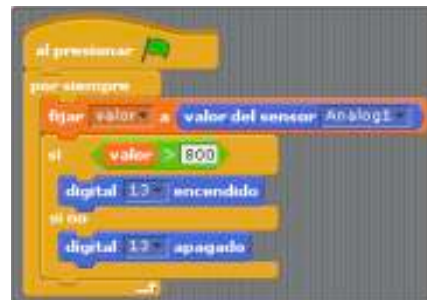 al presionar
por siempre
fijar valor a valor del sensor Analog1
si valor > 800
digital 13 encendido
si no
digital 13 apagado